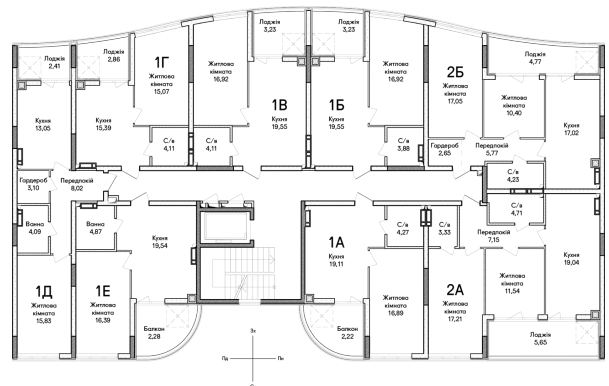 Лоджія
2,41
Лоджія
2,86
1Г
Житлова
кімната
15,07
Житлова
кімната
16,92
Лоджія
3,23
Лоджія
3,23
Житлова
кімната
16,92
2Б
Житлова
кімната
17,05
Лоджія
4,77
Житлова
кімната
10,40
Кухня
13,05
Кухня
15,39
1В
Кухня
19,55
1Б
Кухня
19,55
Кухня
17,02
С/в
4,11
С/в
4,11
С/в
3,88
Гардероб
2,65
Передпокій
5,77
С/в
4,23
Гардероб
3,10
Передпокій
8,02
Ванна
4,09
Ванна
4,87
Кухня
19,54
1А
Кухня
19,11
С/в
4,27
С/в
3,33
С/в
4,71
Передпокій
7,15
Кухня
19,04
1Д
Житлова
кімната
15,83
1Е
Житлова
кімната
16,39
Житлова
кімната
16,89
2А
Житлова
кімната
17,21
Житлова
кімната
11,54
Балкон
2,28
Балкон
2,22
Лоджія
5,65
Зх
Пд
Пн
С